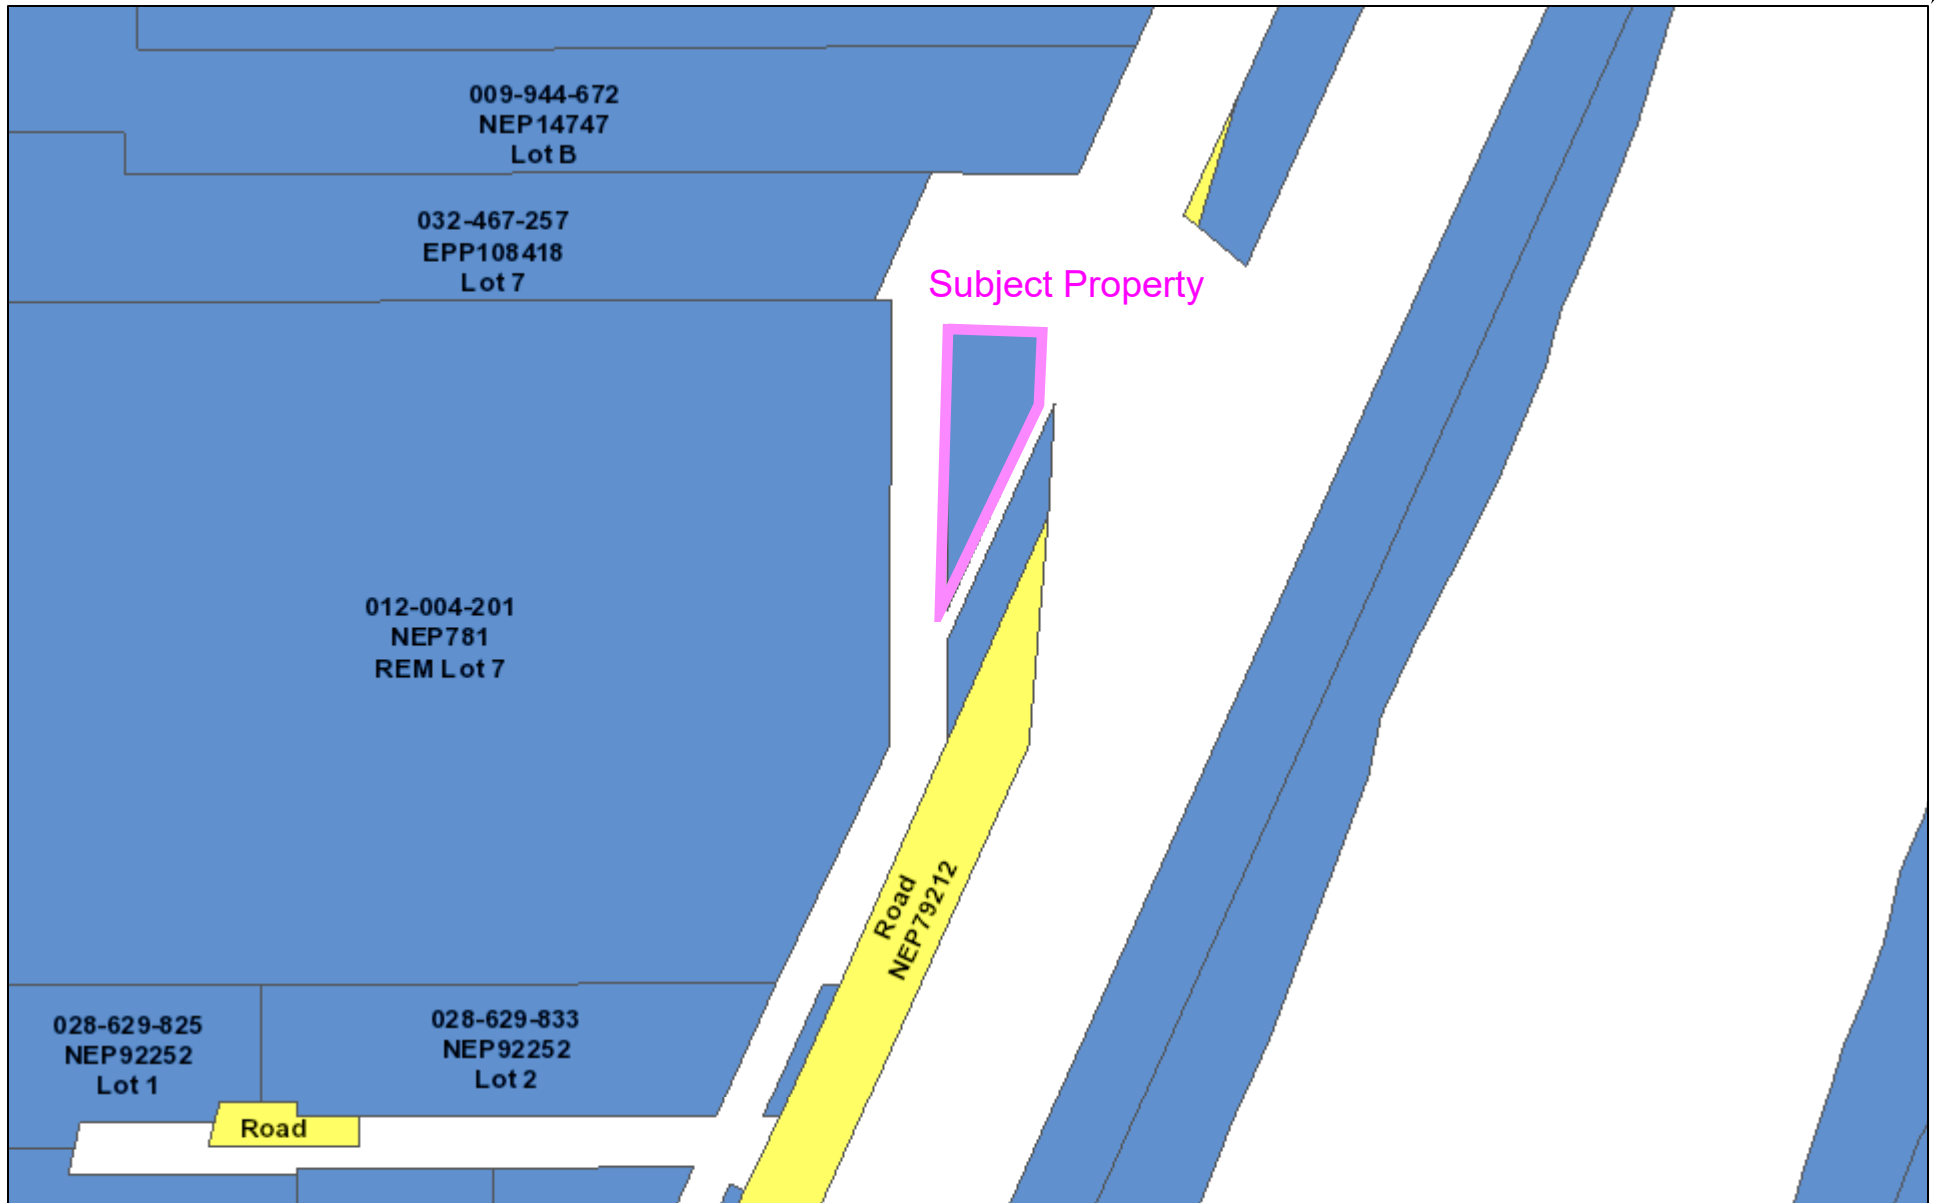 009-944-672
NEP14747
Lot B
032-467-257
EPP108418
Lot 7
Subject Property
012-004-201
NEP781
REM Lot 7
Road
NEP79212
028-629-825
NEP92252
Lot 1
028-629-833
NEP92252
Lot 2
Road